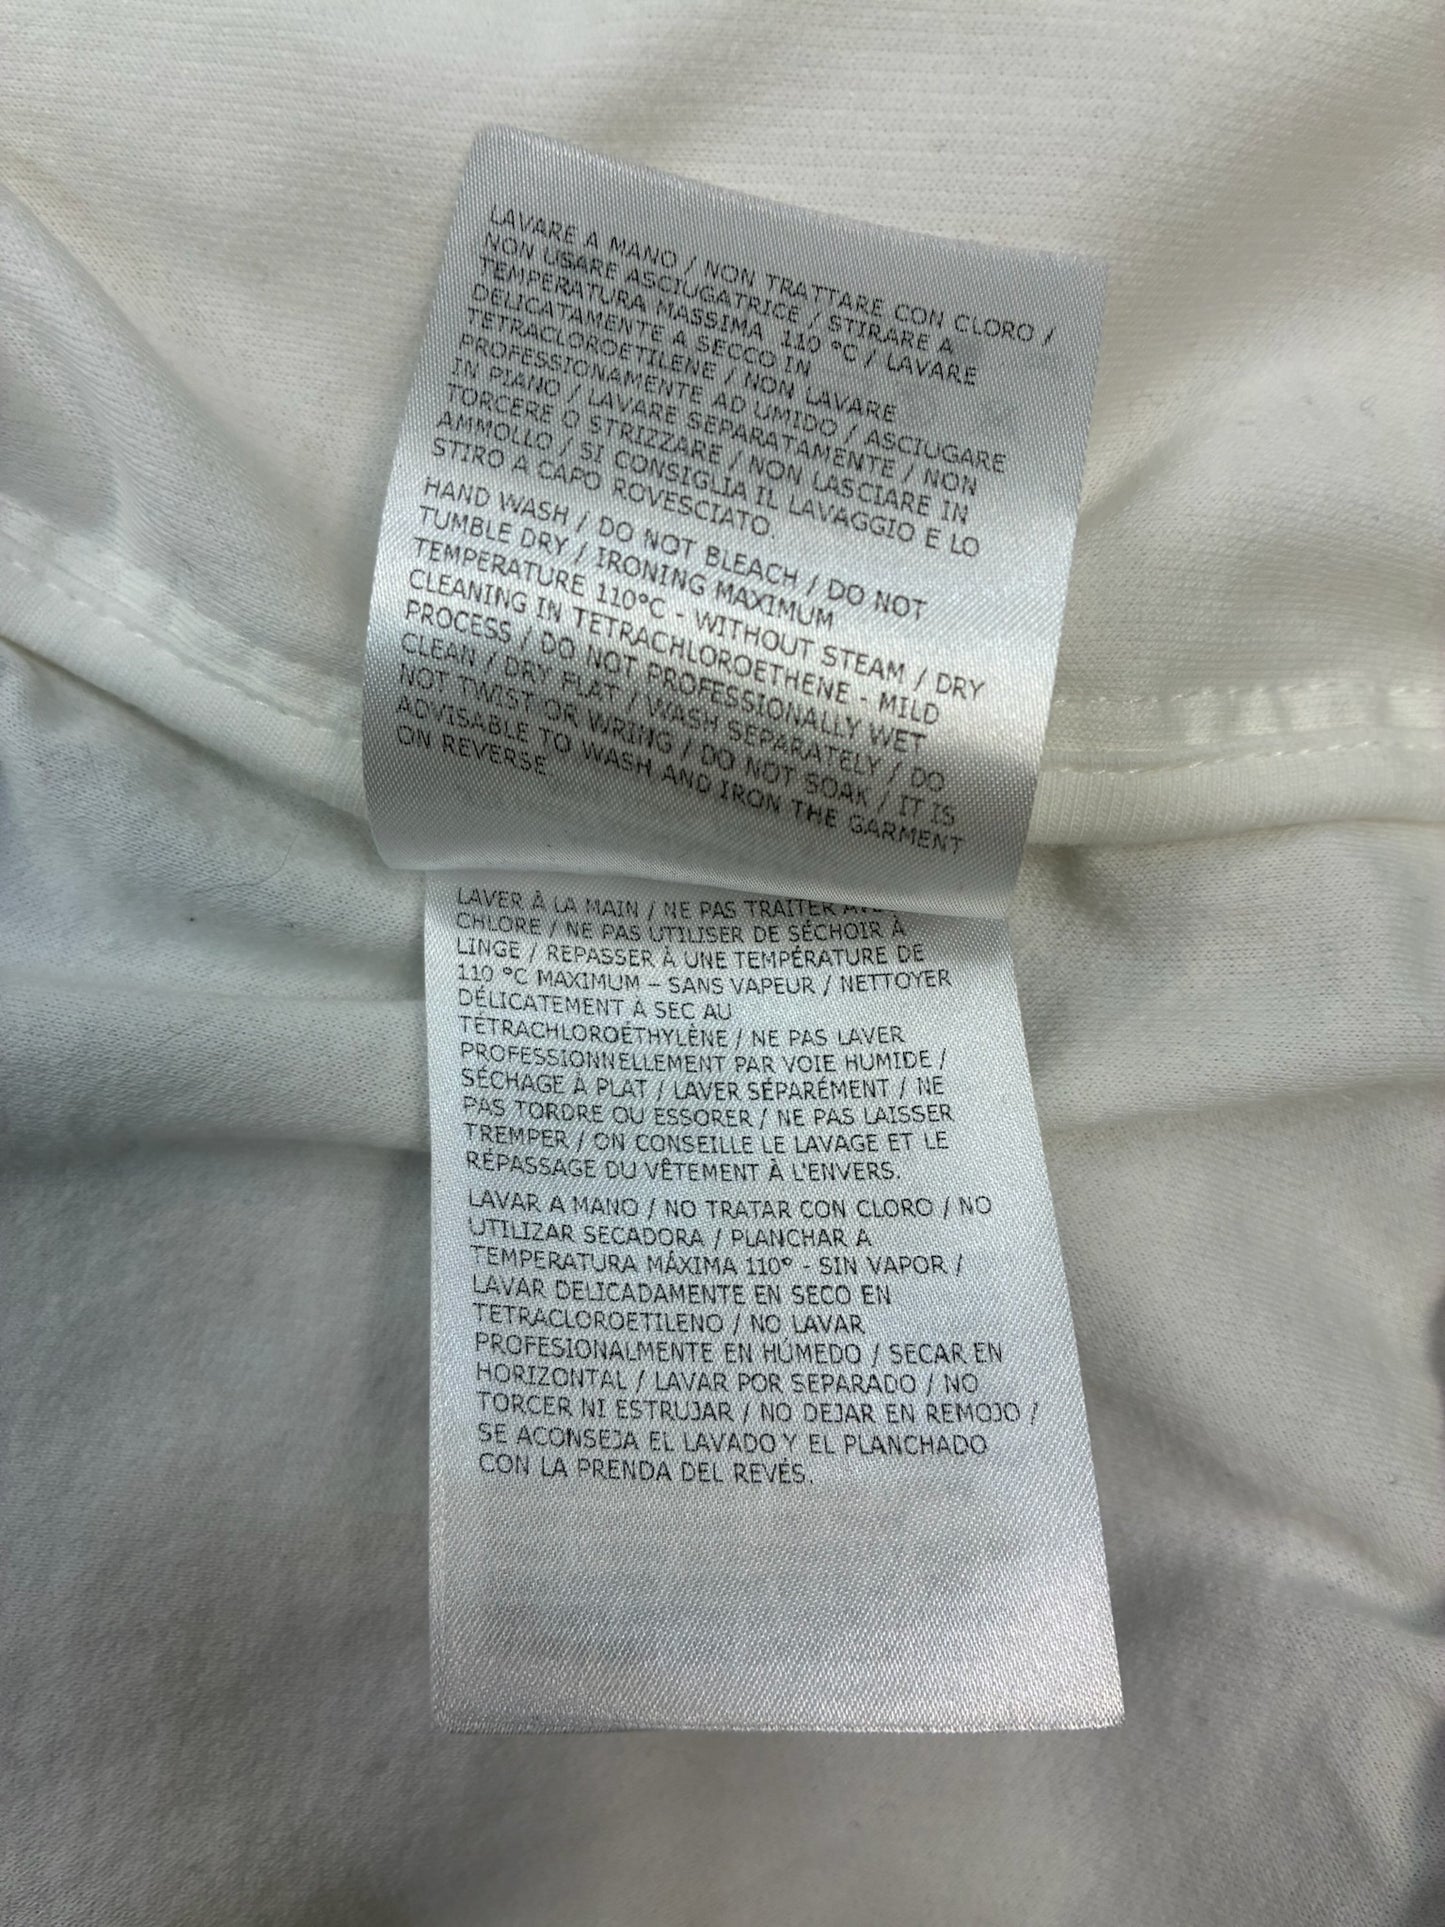 LAVARE A MANO / NON TRATTARE CON CLORO /
NON USARE ASCIUGATRICE / STIRARE A
TEMPERATURA MASSIMA 110 °C / LAVARE
DELICATAMENTE A SECCO IN
TETRACLOROETILENE / NON LAVARE
PROFESSIONAMENTE AD UMIDO / ASCIUGARE
IN PIANO / LAVARE SEPARATAMENTE / NON
TORCERE O STRIZZARE / NON LASCIARE IN
AMMOLLO / SI CONSIGLIA IL LAVAGGIO E LO
STIRO A CAPO ROVESCIATO.
HAND WASH / DO NOT BLEACH / DO NOT
TUMBLE DRY / IRONING MAXIMUM
TEMPERATURE 110°C - WITHOUT STEAM / DRY
CLEANING IN TETRACHLOROETHENE - MILD
PROCESS / DO NOT PROFESSIONALLY WET
CLEAN / DRY FLAT / WASH SEPARATELY / DO
NOT TWIST OR WRING / DO NOT SOAK / IT IS
ADVISABLE TO WASH AND IRON THE GARMENT
ON REVERSE.
LAVER À LA MAIN / NE PAS TRAITER
CHLORE / NE PAS UTILISER DE SÉCHOIR À
LINGE / REPASSER À UNE TEMPÉRATURE DE
110 °C MAXIMUM – SANS VAPEUR / NETTOYER
DÉLICATEMENT À SEC AU
TÉTRACHLOROÉTHYLÈNE / NE PAS LAVER
PROFESSIONNELLEMENT PAR VOIE HUMIDE /
SÉCHAGE À PLAT / LAVER SÉPARÉMENT / NE
PAS TORDRE OU ESSORER / NE PAS LAISSER
TREMPER / ON CONSEILLE LE LAVAGE ET LE
RÉPASSAGE DU VÊTEMENT À L'ENVERS.
LAVAR A MANO / NO TRATAR CON CLORO / NO
UTILIZAR SECADORA / PLANCHAR A
TEMPERATURA MÁXIMA 110° - SIN VAPOR /
LAVAR DELICADAMENTE EN SECO EN
TETRACLOROETILENO / NO LAVAR
PROFESIONALMENTE EN HÚMEDO / SECAR EN
HORIZONTAL / LAVAR POR SEPARADO / NO
TORCER NI ESTRUJAR / NO DEJAR EN REMOJO /
SE ACONSEJA EL LAVADO Y EL PLANCHADO
CON LA PRENDA DEL REVÉS.